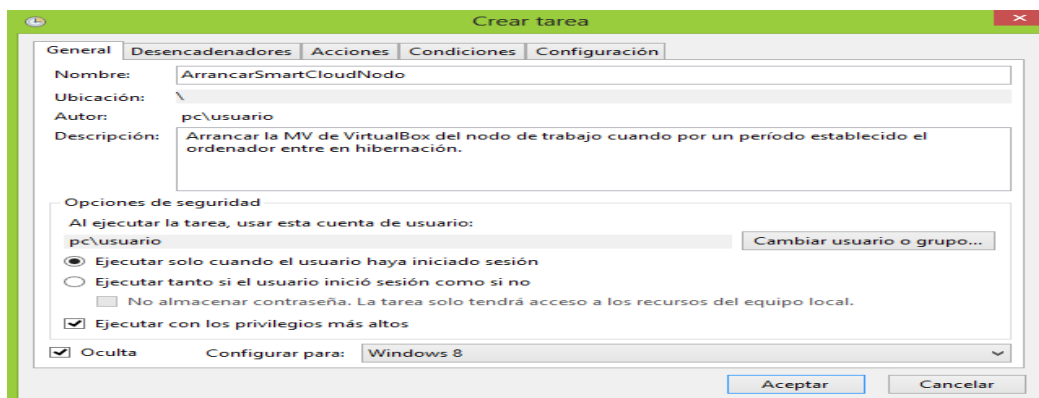 Crear tarea
General Desencadenadores Acciones Condiciones Configuración
Nombre: ArrancarSmartCloudNodo
Ubicación: \
Autor: pc\usuario
Descripción: Arrancar la MV de VirtualBox del nodo de trabajo cuando por un período establecido el
ordenador entre en hibernación.
Opciones de seguridad
Al ejecutar la tarea, usar esta cuenta de usuario:
pc\usuario Cambiar usuario o grupo...
Ejecutar solo cuando el usuario haya iniciado sesión
Ejecutar tanto si el usuario inició sesión como si no
No almacenar contraseña. La tarea solo tendrá acceso a los recursos del equipo local.
Ejecutar con los privilegios más altos
Oculta Configurar para: Windows 8
Aceptar Cancelar